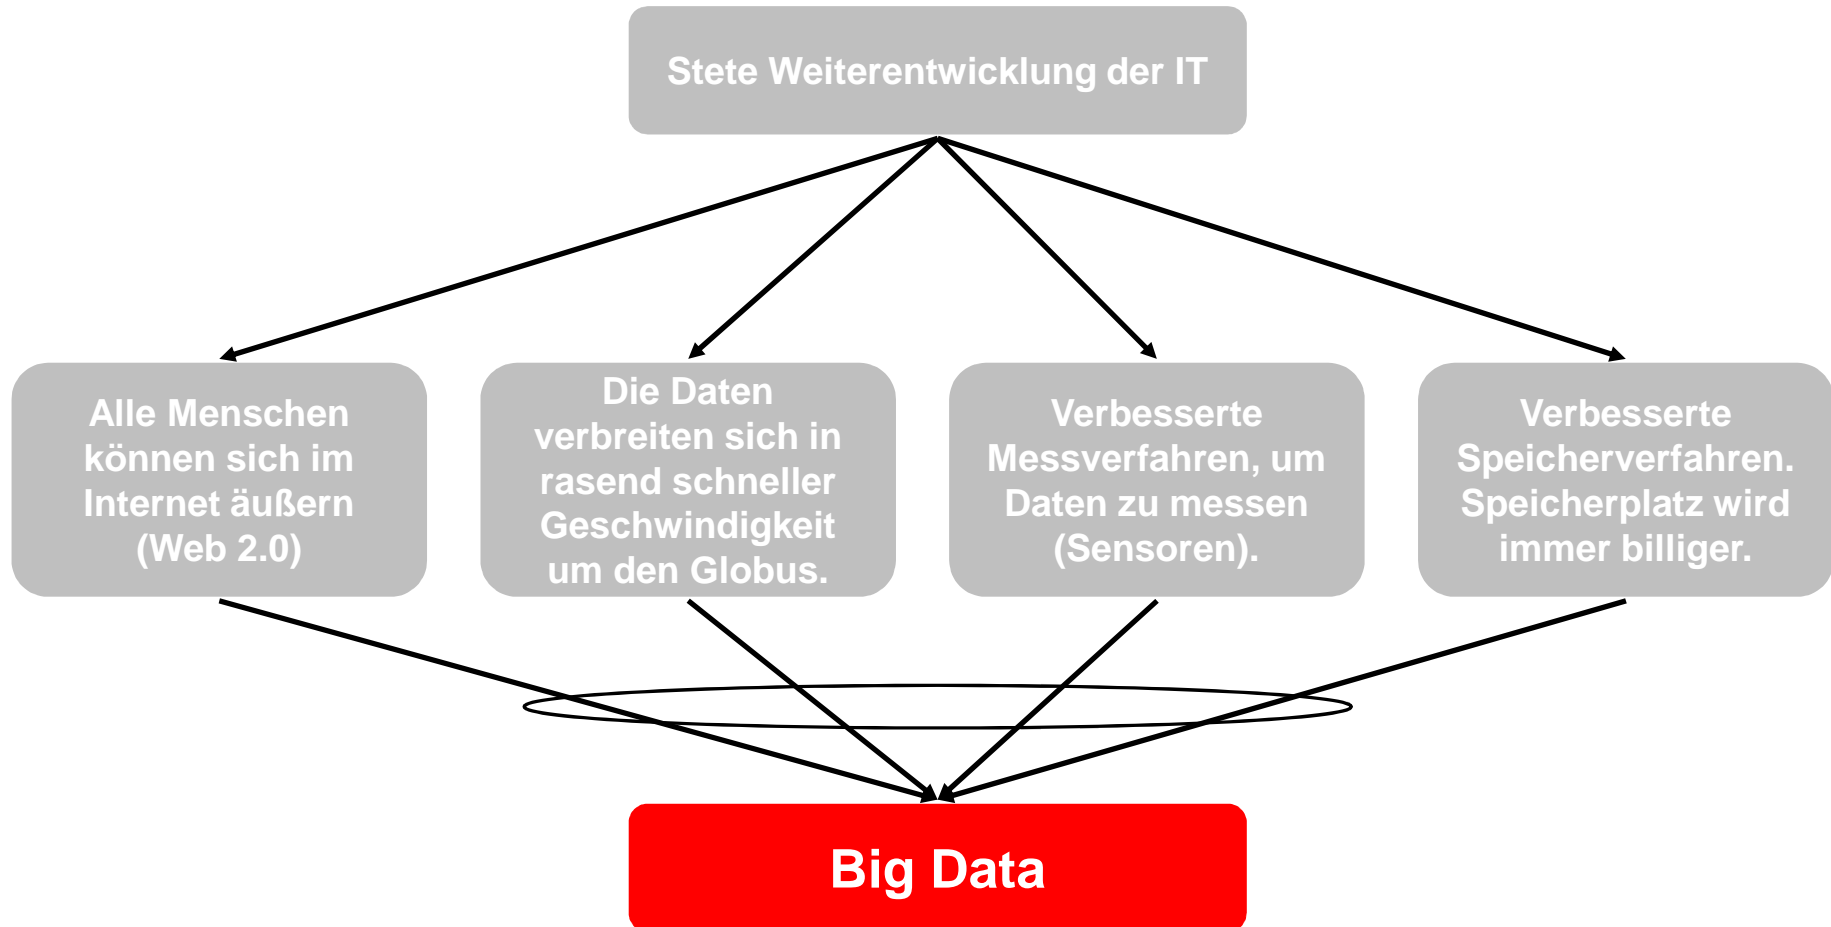 Stete Weiterentwicklung der IT
Alle Menschen
können sich im
Internet äußern
(Web 2.0)
Die Daten
verbreiten sich in
rasend schneller
Geschwindigkeit
um den Globus.
Verbesserte
Messverfahren, um
Daten zu messen
(Sensoren).
Verbesserte
Speicherverfahren.
Speicherplatz wird
immer billiger.
Big Data